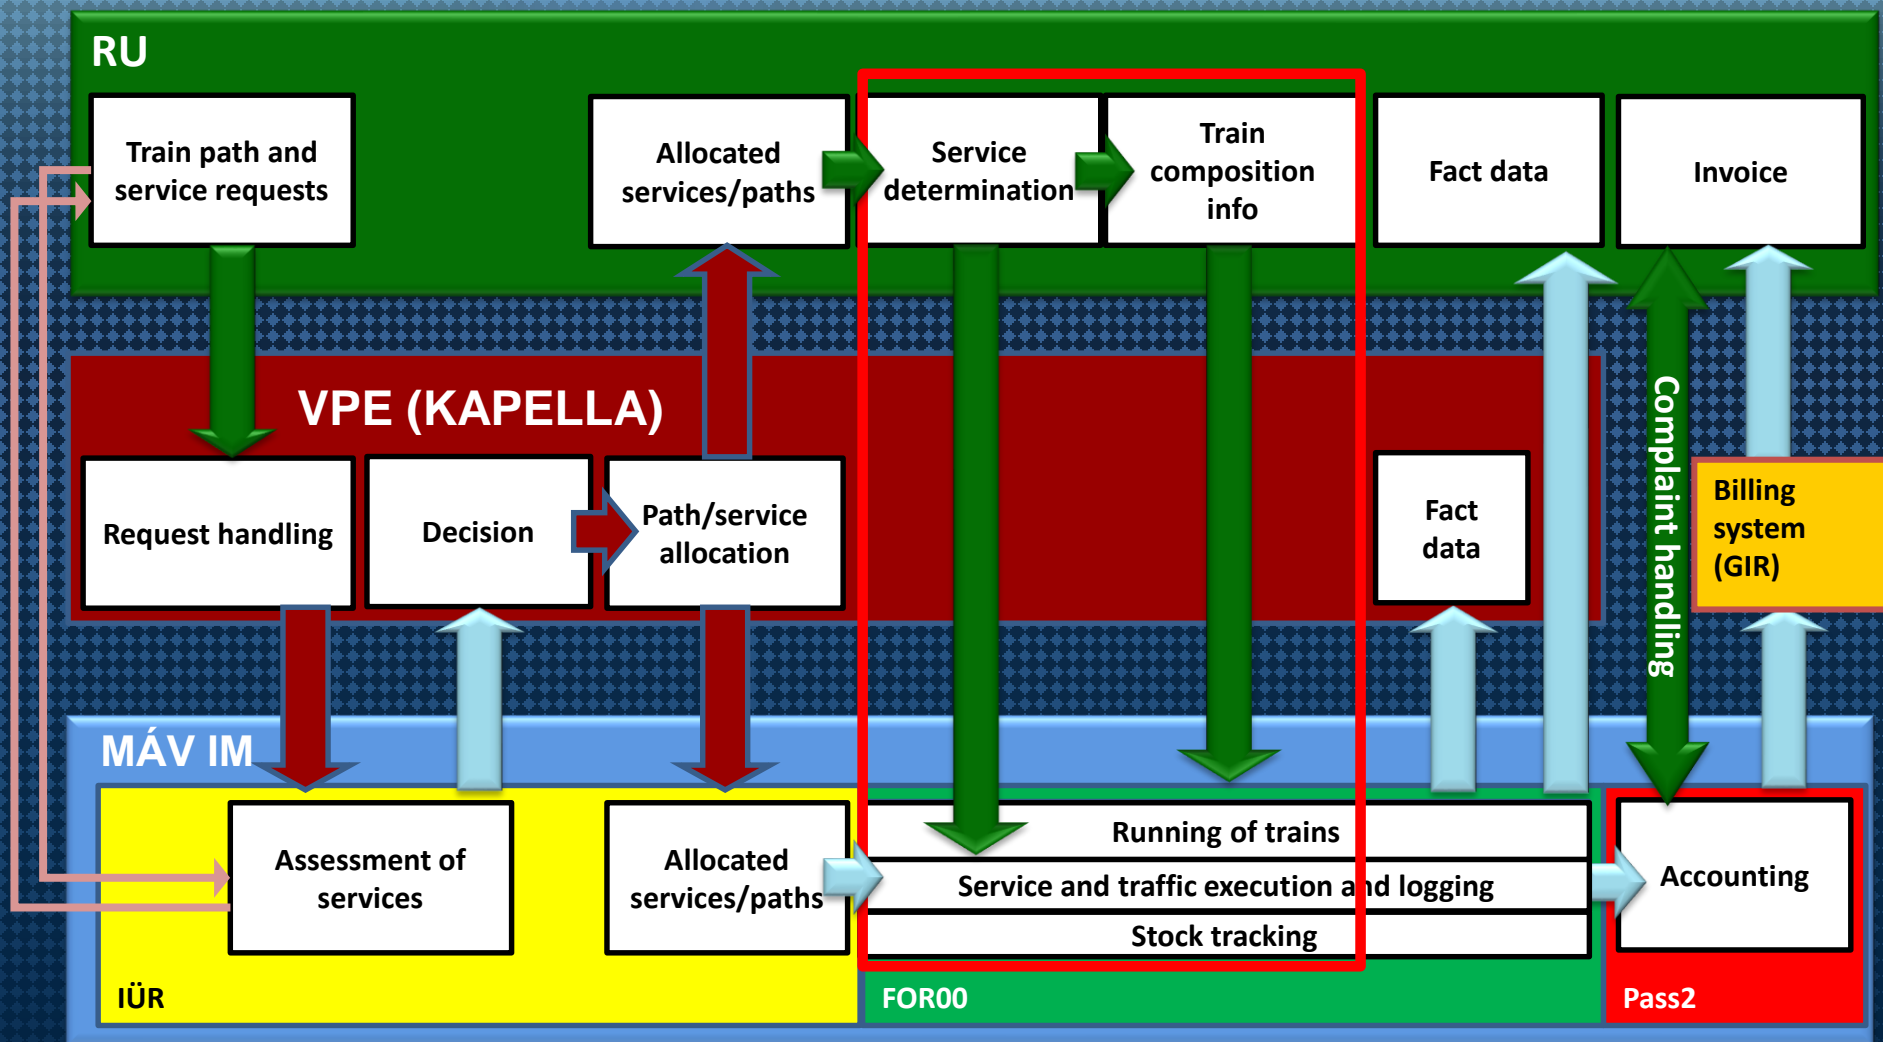 RU
Train path and
service requests
Allocated
services/paths
Service
determination
Train
composition
info
Fact data
Invoice
VPE (KAPELLA)
Request handling
Decision
Path/service
allocation
Fact
data
Complaint handling
Billing
system
(GIR)
MÁV IM
Assessment of
services
Allocated
services/paths
Running of trains
Service and traffic execution and logging
Stock tracking
Accounting
IÜR
FOR00
Pass2